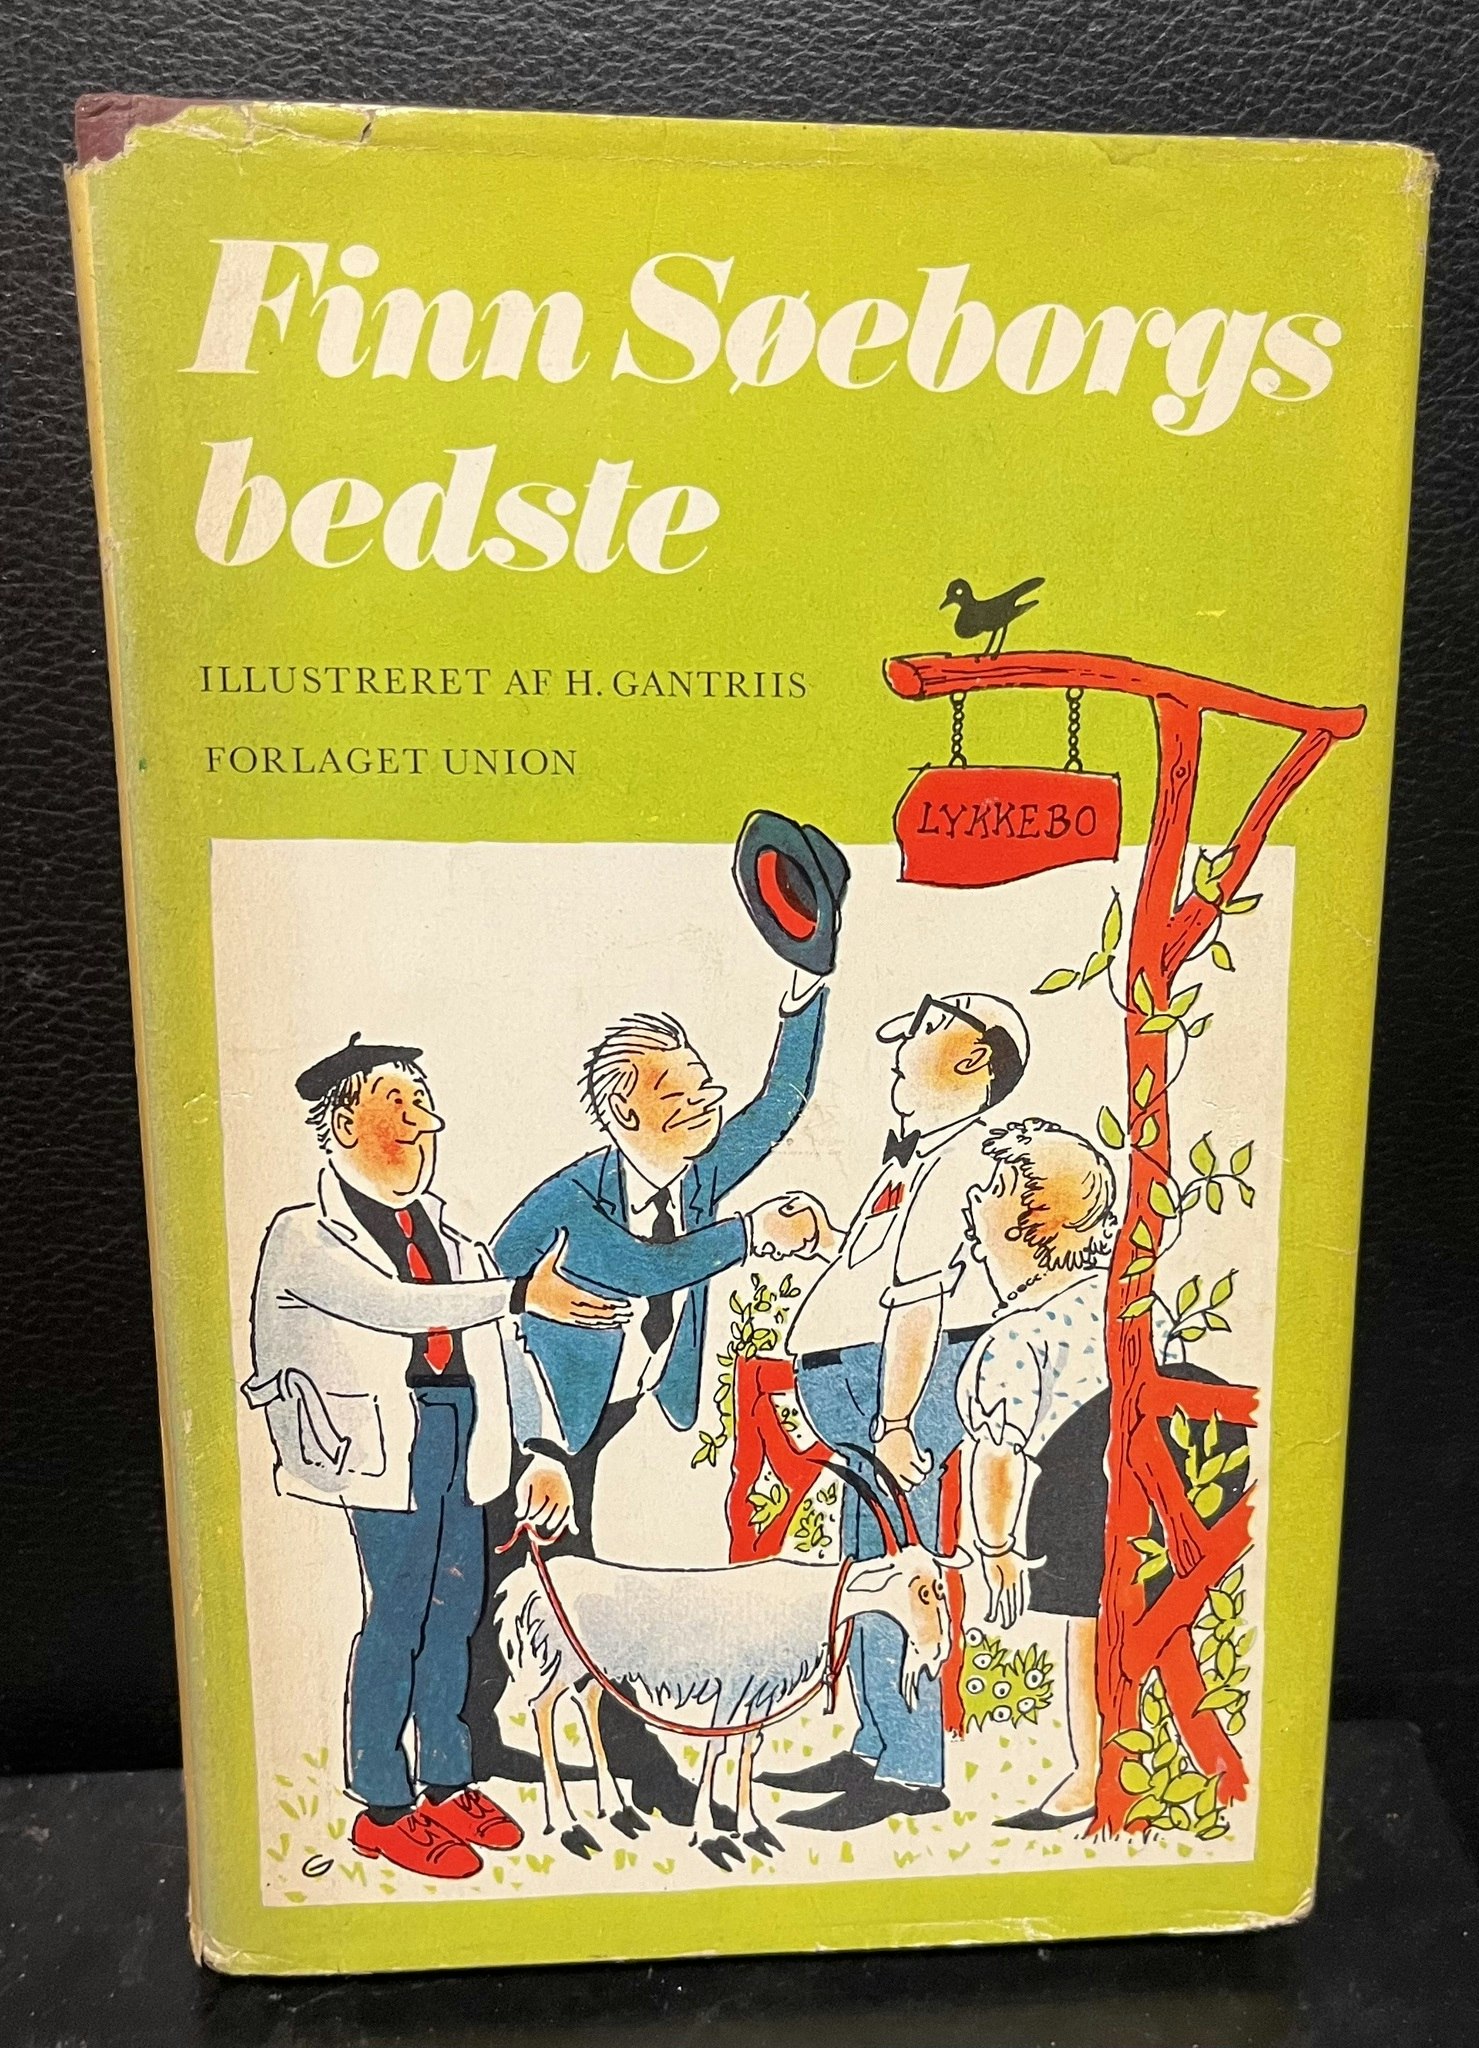 Finn Søeborgs
bedste
ILLUSTRERET AF H. GANTRIIS
FORLAGET UNION
LYKKEBO
G